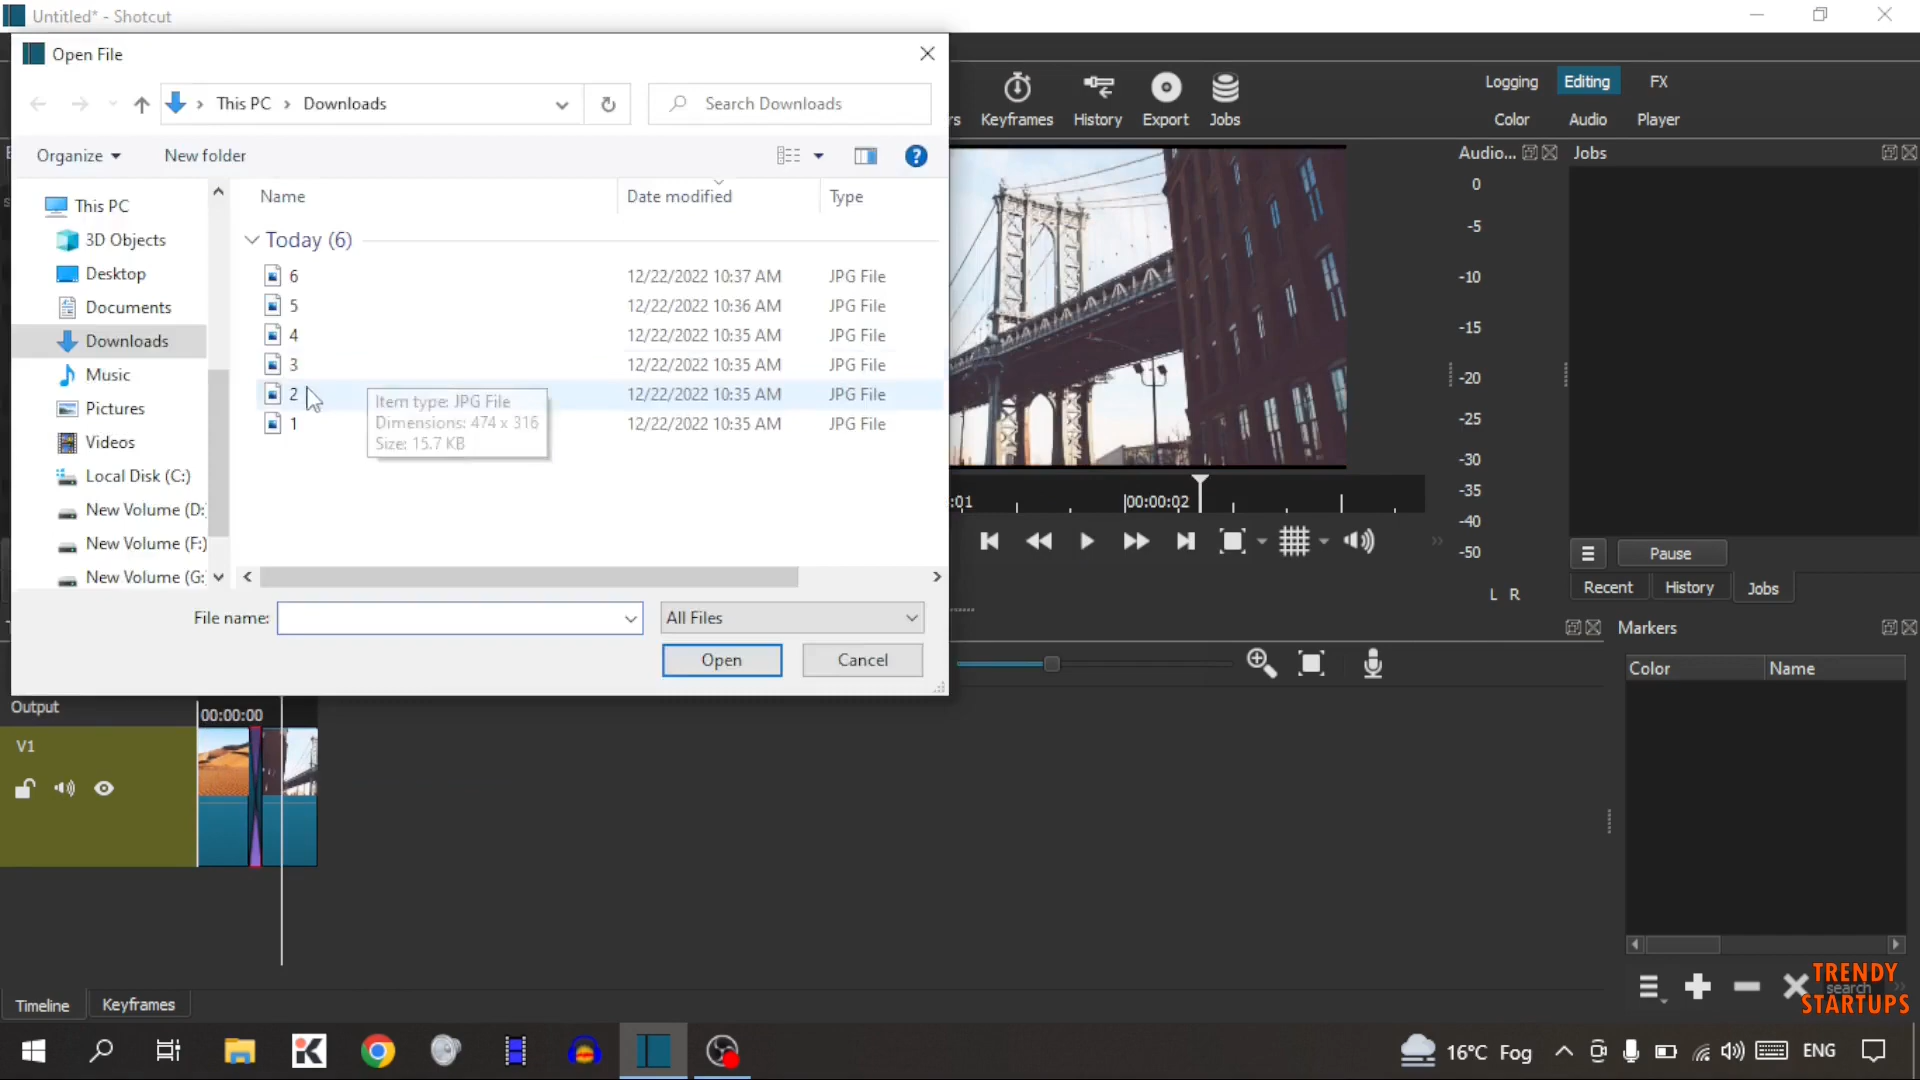 Untitled* - Shotcut
Open File
This PC > Downloads
Search Downloads
Organize
New folder
Name
Date modified
Type
This PC
3D Objects
Desktop
Documents
Downloads
Music
Pictures
Videos
Local Disk (C:)
New Volume (D:
New Volume (F:)
New Volume (G:
Today (6)
6 12/22/2022 10:37 AM JPG File
5 12/22/2022 10:36 AM JPG File
4 12/22/2022 10:35 AM JPG File
3 12/22/2022 10:35 AM JPG File
2 12/22/2022 10:35 AM JPG File
1 12/22/2022 10:35 AM JPG File
Item type: JPG File
Dimensions: 474 x 316
Size: 15.7 KB
File name:
All Files
Open
Cancel
rs
Keyframes
History
Export
Jobs
Logging
Editing
FX
Color
Audio
Player
Audio...
Jobs
0
-5
-10
-15
-20
-25
-30
-35
-40
-50
L R
:01
00:00:02
Pause
Recent
History
Jobs
Markers
Color
Name
Output
00:00:00
V1
Timeline
Keyframes
search
TRENDY
STARTUPS
16°C Fog
ENG